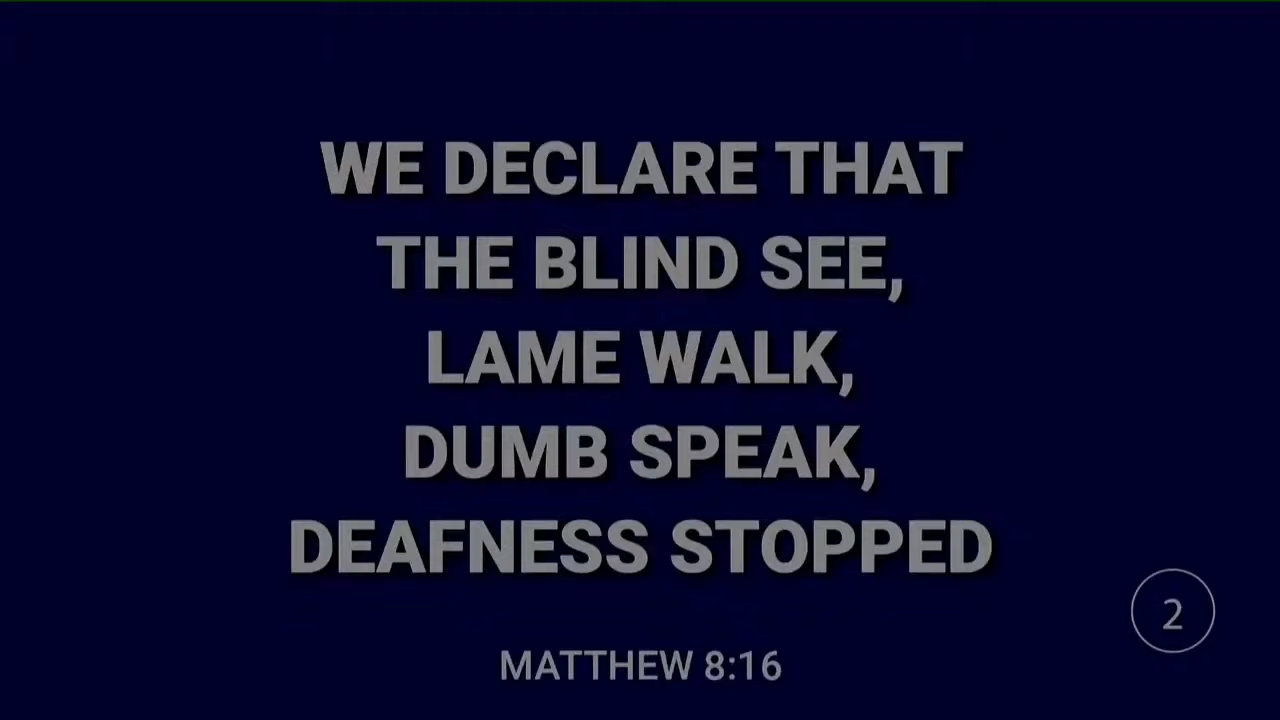 WE DECLARE THAT
THE BLIND SEE,
LAME WALK,
DUMB SPEAK,
DEAFNESS STOPPED
2
MATTHEW 8:16